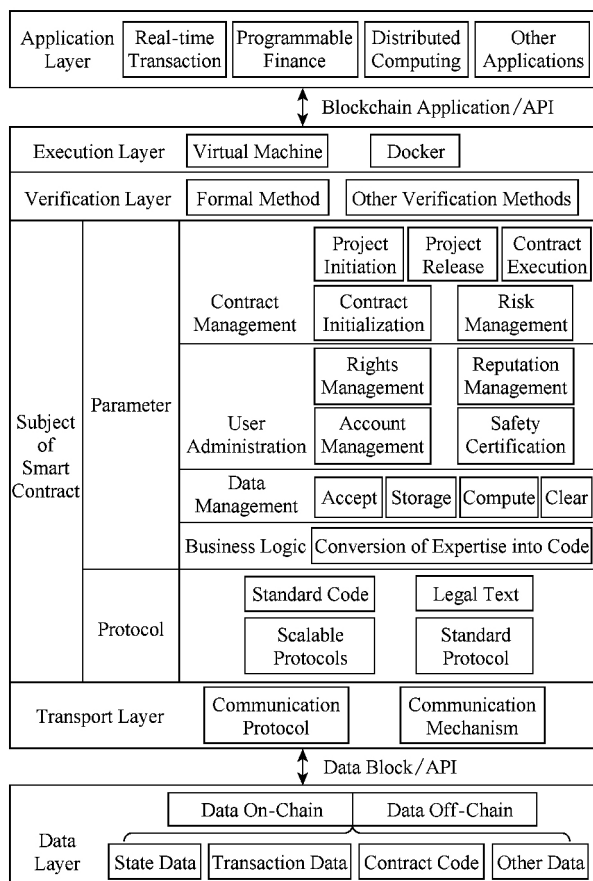 Application Layer
Real-time Transaction
Programmable Finance
Distributed Computing
Other Applications
Blockchain Application/API
Execution Layer
Virtual Machine
Docker
Verification Layer
Formal Method
Other Verification Methods
Subject of Smart Contract
Parameter
Contract Management
Project Initiation
Project Release
Contract Execution
Contract Initialization
Risk Management
User Administration
Rights Management
Reputation Management
Account Management
Safety Certification
Data Management
Accept
Storage
Compute
Clear
Business Logic
Conversion of Expertise into Code
Protocol
Standard Code
Legal Text
Scalable Protocols
Standard Protocol
Transport Layer
Communication Protocol
Communication Mechanism
Data Block/API
Data Layer
Data On-Chain
Data Off-Chain
State Data
Transaction Data
Contract Code
Other Data